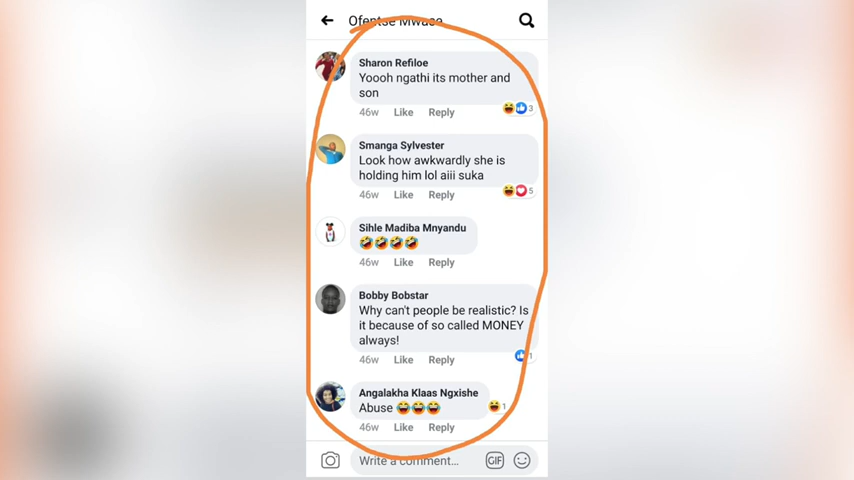 Ofentse Mwase
Sharon Refiloe
Yoooh ngathi its mother and
son
46w Like Reply 3
Smanga Sylvester
Look how awkwardly she is
holding him lol aiii suka
46w Like Reply 5
Sihle Madiba Mnyandu
🤣🤣🤣🤣
46w Like Reply
Bobby Bobstar
Why can't people be realistic? Is
it because of so called MONEY
always!
46w Like Reply 1
Angalakha Klaas Ngxishe
Abuse 😂😂😂 1
46w Like Reply
Write a comment... GIF